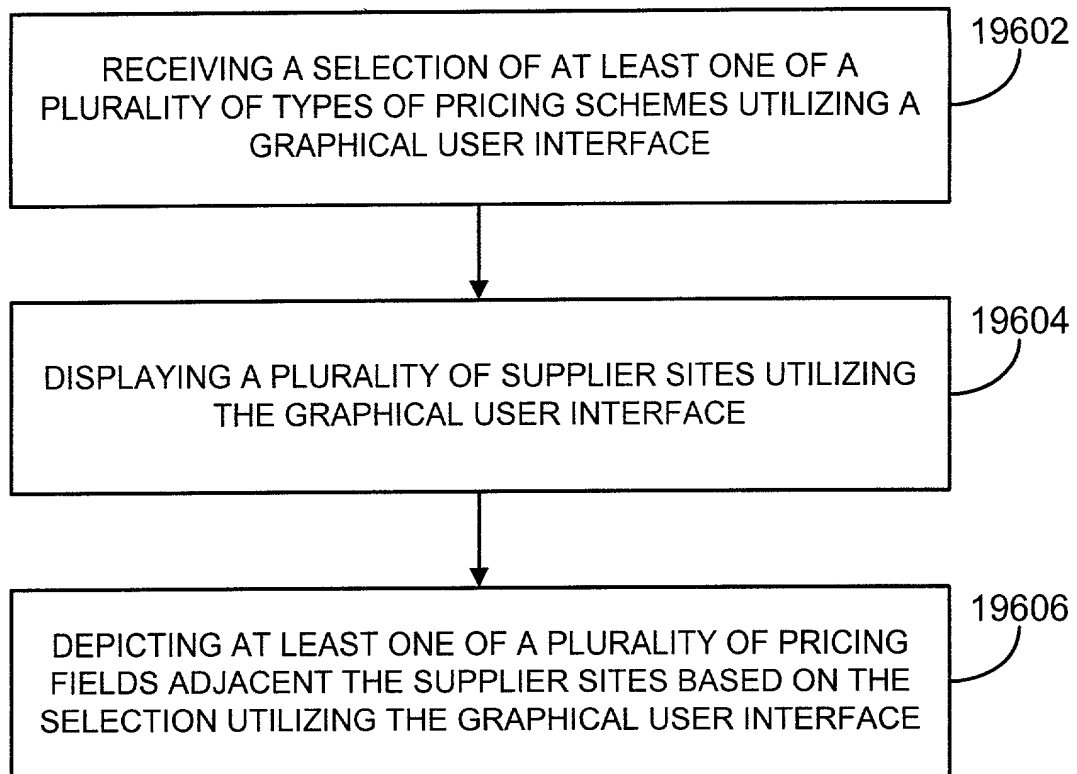 19602
RECEIVING A SELECTION OF AT LEAST ONE OF A
PLURALITY OF TYPES OF PRICING SCHEMES UTILIZING A
GRAPHICAL USER INTERFACE
19604
DISPLAYING A PLURALITY OF SUPPLIER SITES UTILIZING
THE GRAPHICAL USER INTERFACE
19606
DEPICTING AT LEAST ONE OF A PLURALITY OF PRICING
FIELDS ADJACENT THE SUPPLIER SITES BASED ON THE
SELECTION UTILIZING THE GRAPHICAL USER INTERFACE